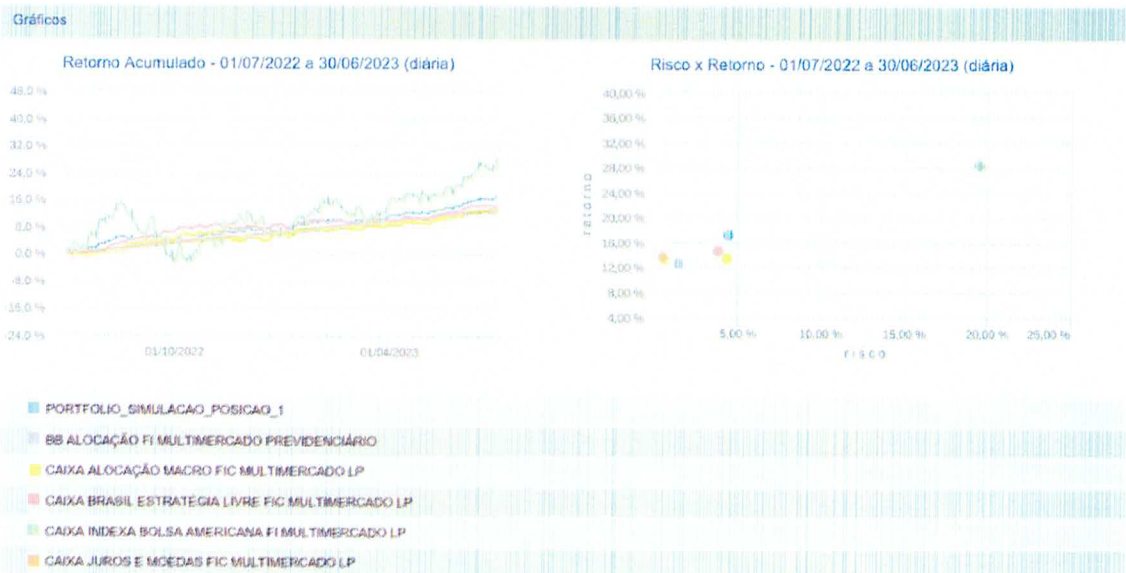 Gráficos
Retorno Acumulado - 01/07/2022 a 30/06/2023 (diária)
48,0 %
40,0 %
32,0 %
24,0 %
16,0 %
8,0 %
0,0 %
-8,0 %
-16,0 %
-24,0 %
01/10/2022
01/04/2023
Risco x Retorno - 01/07/2022 a 30/06/2023 (diária)
40,00 %
36,00 %
32,00 %
28,00 %
24,00 %
20,00 %
16,00 %
12,00 %
8,00 %
4,00 %
retorno
5,00 %
10,00 %
15,00 %
20,00 %
25,00 %
risco
PORTFOLIO_SIMULACAO_POSICAO_1
BB ALOCAÇÃO FI MULTIMERCADO PREVIDENCIÁRIO
CAIXA ALOCAÇÃO MACRO FIC MULTIMERCADO LP
CAIXA BRASIL ESTRATÉGIA LIVRE FIC MULTIMERCADO LP
CAIXA INDEXA BOLSA AMERICANA FI MULTIMERCADO LP
CAIXA JUROS E MOEDAS FIC MULTIMERCADO LP